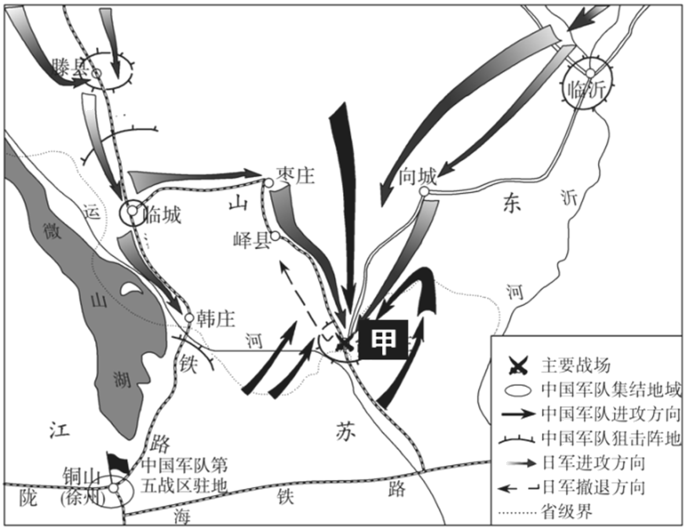 滕县
临沂
枣庄
向城
山
东
沂
运
临城
微
峄县
山
韩庄
河
河
甲
湖
铁
江
苏
路
铜山
(徐州)
中国军队第
五战区驻地
陇
海
铁
路
主要战场
中国军队集结地域
中国军队进攻方向
中国军队狙击阵地
日军进攻方向
日军撤退方向
省级界